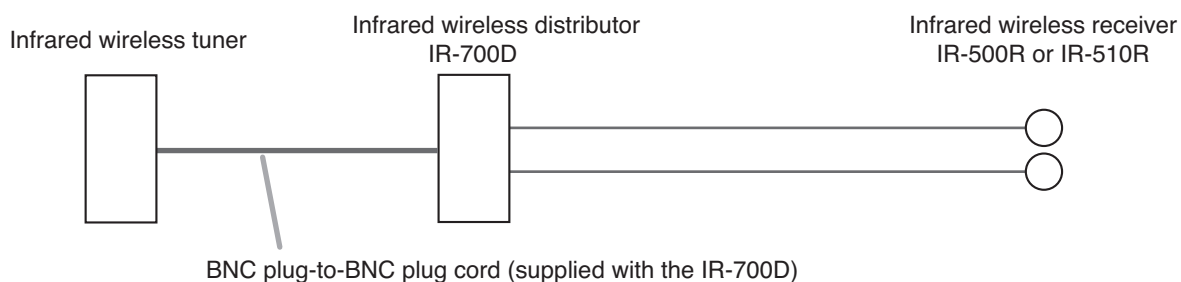 Infrared wireless tuner
Infrared wireless distributor
IR-700D
Infrared wireless receiver
IR-500R or IR-510R
BNC plug-to-BNC plug cord (supplied with the IR-700D)